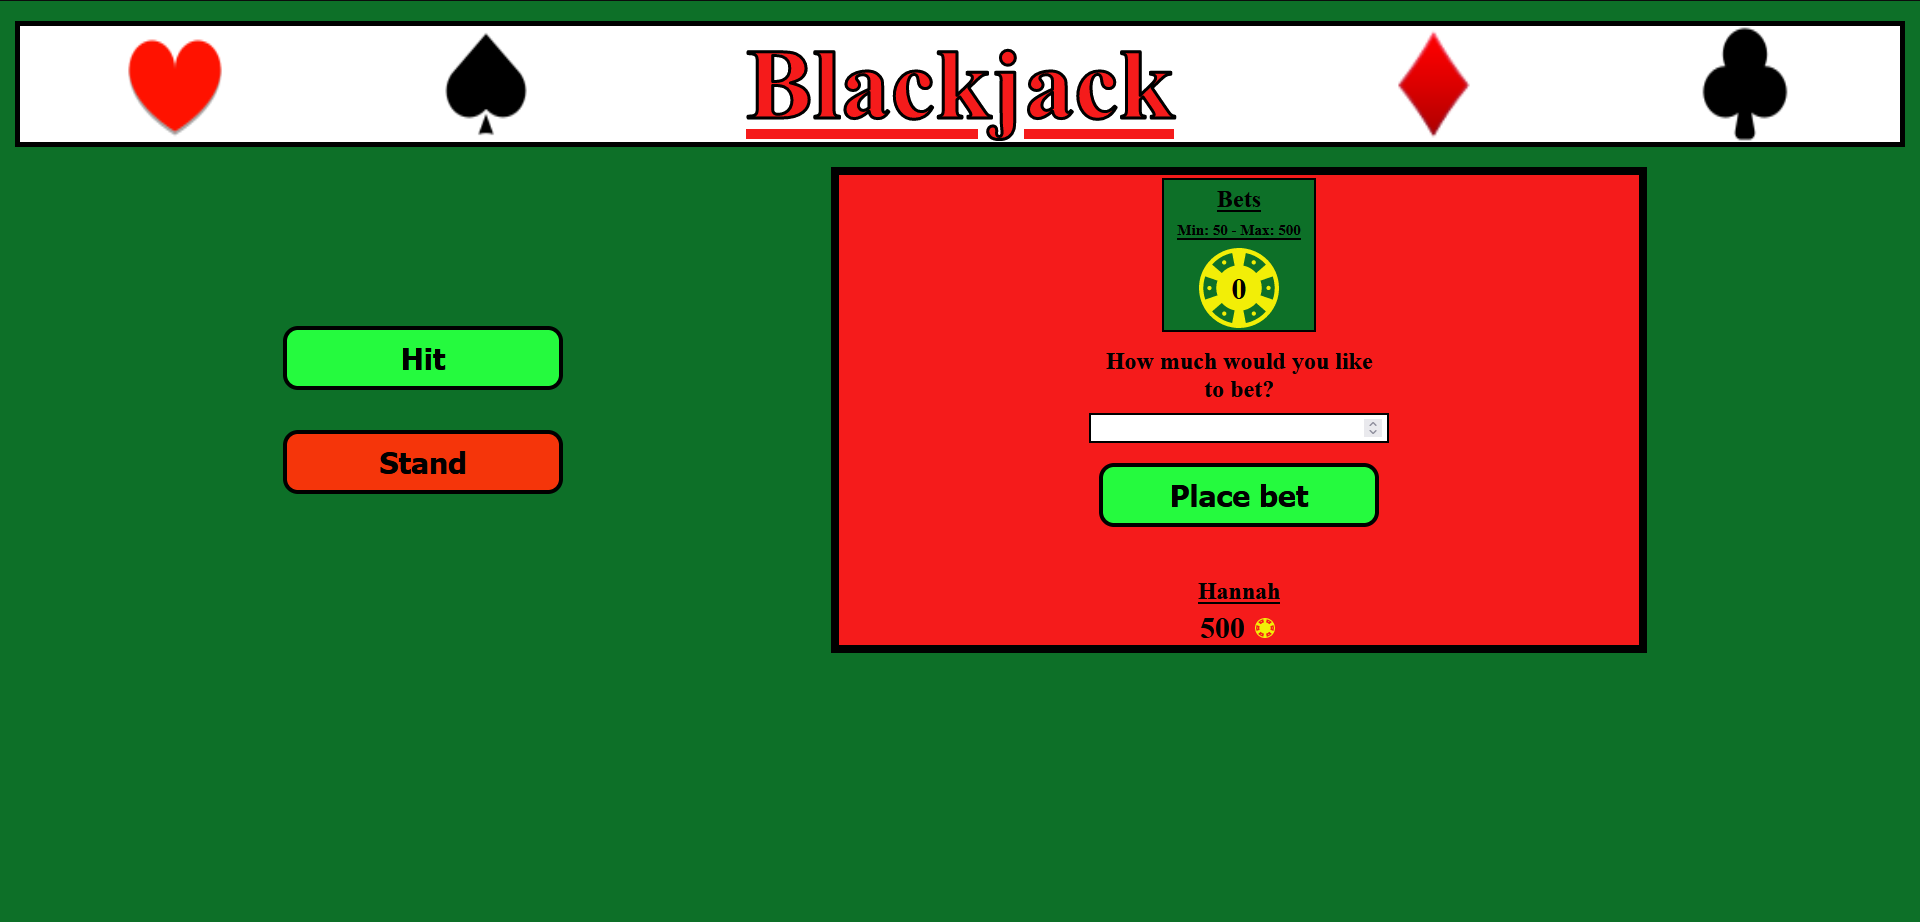 Blackjack
Bets
Min: 50 - Max: 500
0
Hit
Stand
How much would you like
to bet?
Place bet
Hannah
500